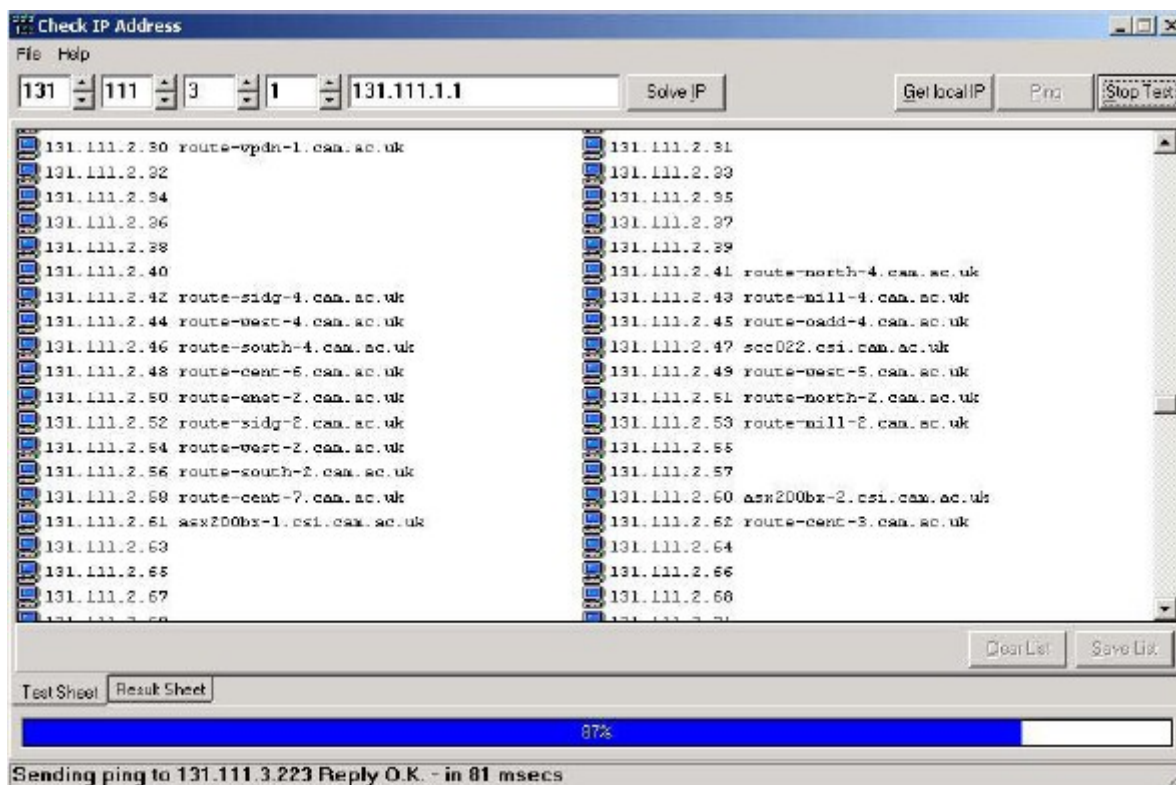 Check IP Address
File Help
131 111 3 1 131.111.1.1 Solve IP Get local IP Ping Stop Test
131.111.2.30 route-vpdn-1.cam.ac.uk 131.111.2.31
131.111.2.32 131.111.2.33
131.111.2.34 131.111.2.35
131.111.2.36 131.111.2.37
131.111.2.38 131.111.2.39
131.111.2.40 131.111.2.41 route-north-4.cam.ac.uk
131.111.2.42 route-sidg-4.cam.ac.uk 131.111.2.43 route-mill-4.cam.ac.uk
131.111.2.44 route-west-4.cam.ac.uk 131.111.2.45 route-oadd-4.cam.ac.uk
131.111.2.46 route-south-4.cam.ac.uk 131.111.2.47 scc022.csi.cam.ac.uk
131.111.2.48 route-cent-6.cam.ac.uk 131.111.2.49 route-west-5.cam.ac.uk
131.111.2.50 route-enet-2.cam.ac.uk 131.111.2.51 route-north-2.cam.ac.uk
131.111.2.52 route-sidg-2.cam.ac.uk 131.111.2.53 route-mill-2.cam.ac.uk
131.111.2.54 route-west-2.cam.ac.uk 131.111.2.55
131.111.2.56 route-south-2.cam.ac.uk 131.111.2.57
131.111.2.58 route-cent-7.cam.ac.uk 131.111.2.60 asx200bx-2.csi.cam.ac.uk
131.111.2.61 asx200bx-1.csi.cam.ac.uk 131.111.2.62 route-cent-3.cam.ac.uk
131.111.2.63 131.111.2.64
131.111.2.65 131.111.2.66
131.111.2.67 131.111.2.68
Clear List Save List
Test Sheet Result Sheet
87%
Sending ping to 131.111.3.223 Reply O.K. - in 81 msecs